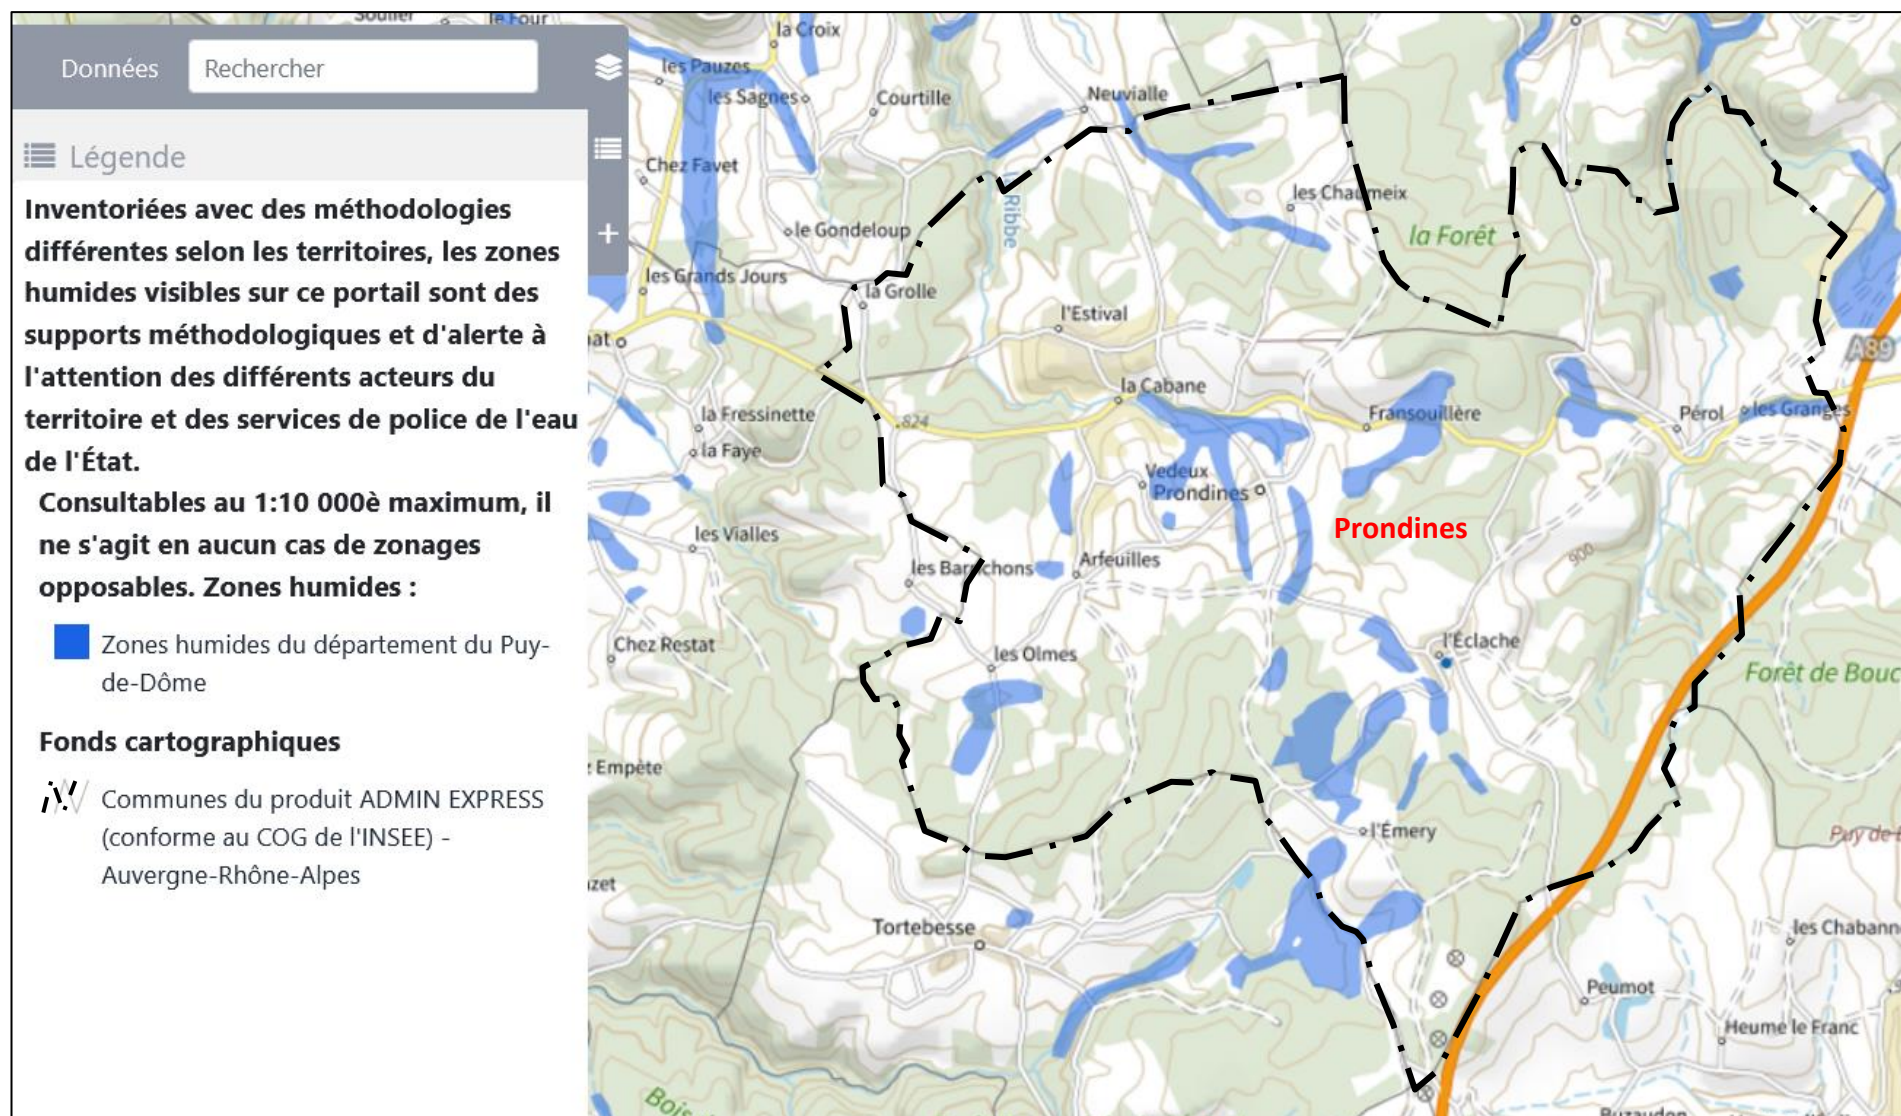 Données
Rechercher
Légende
Inventoriées avec des méthodologies
différentes selon les territoires, les zones
humides visibles sur ce portail sont des
supports méthodologiques et d'alerte à
l'attention des différents acteurs du
territoire et des services de police de l'eau
de l'État.
Consultables au 1:10 000è maximum, il
ne s'agit en aucun cas de zonages
opposables. Zones humides :
Zones humides du département du Puy-
de-Dôme
Fonds cartographiques
Communes du produit ADMIN EXPRESS
(conforme au COG de l'INSEE) -
Auvergne-Rhône-Alpes
le Four
la Croix
les Pauzes
les Sagnes
Courtille
Neuvialle
Chez Favet
les Chaumeix
le Gondeloup
Ribbe
la Forêt
les Grands Jours
la Grolle
l'Estival
A89
la Cabane
la Fressinette
824
Fransouillère
Pérol
les Granges
la Faye
Vedeux
Prondines
Prondines
les Vialles
900
les Barrichons
Arfeuilles
Chez Restat
les Olmes
l'Éclache
Forêt de Bouc
Empète
l'Émery
Puy de
Tortebesse
les Chabann
Peumot
Heume le Franc